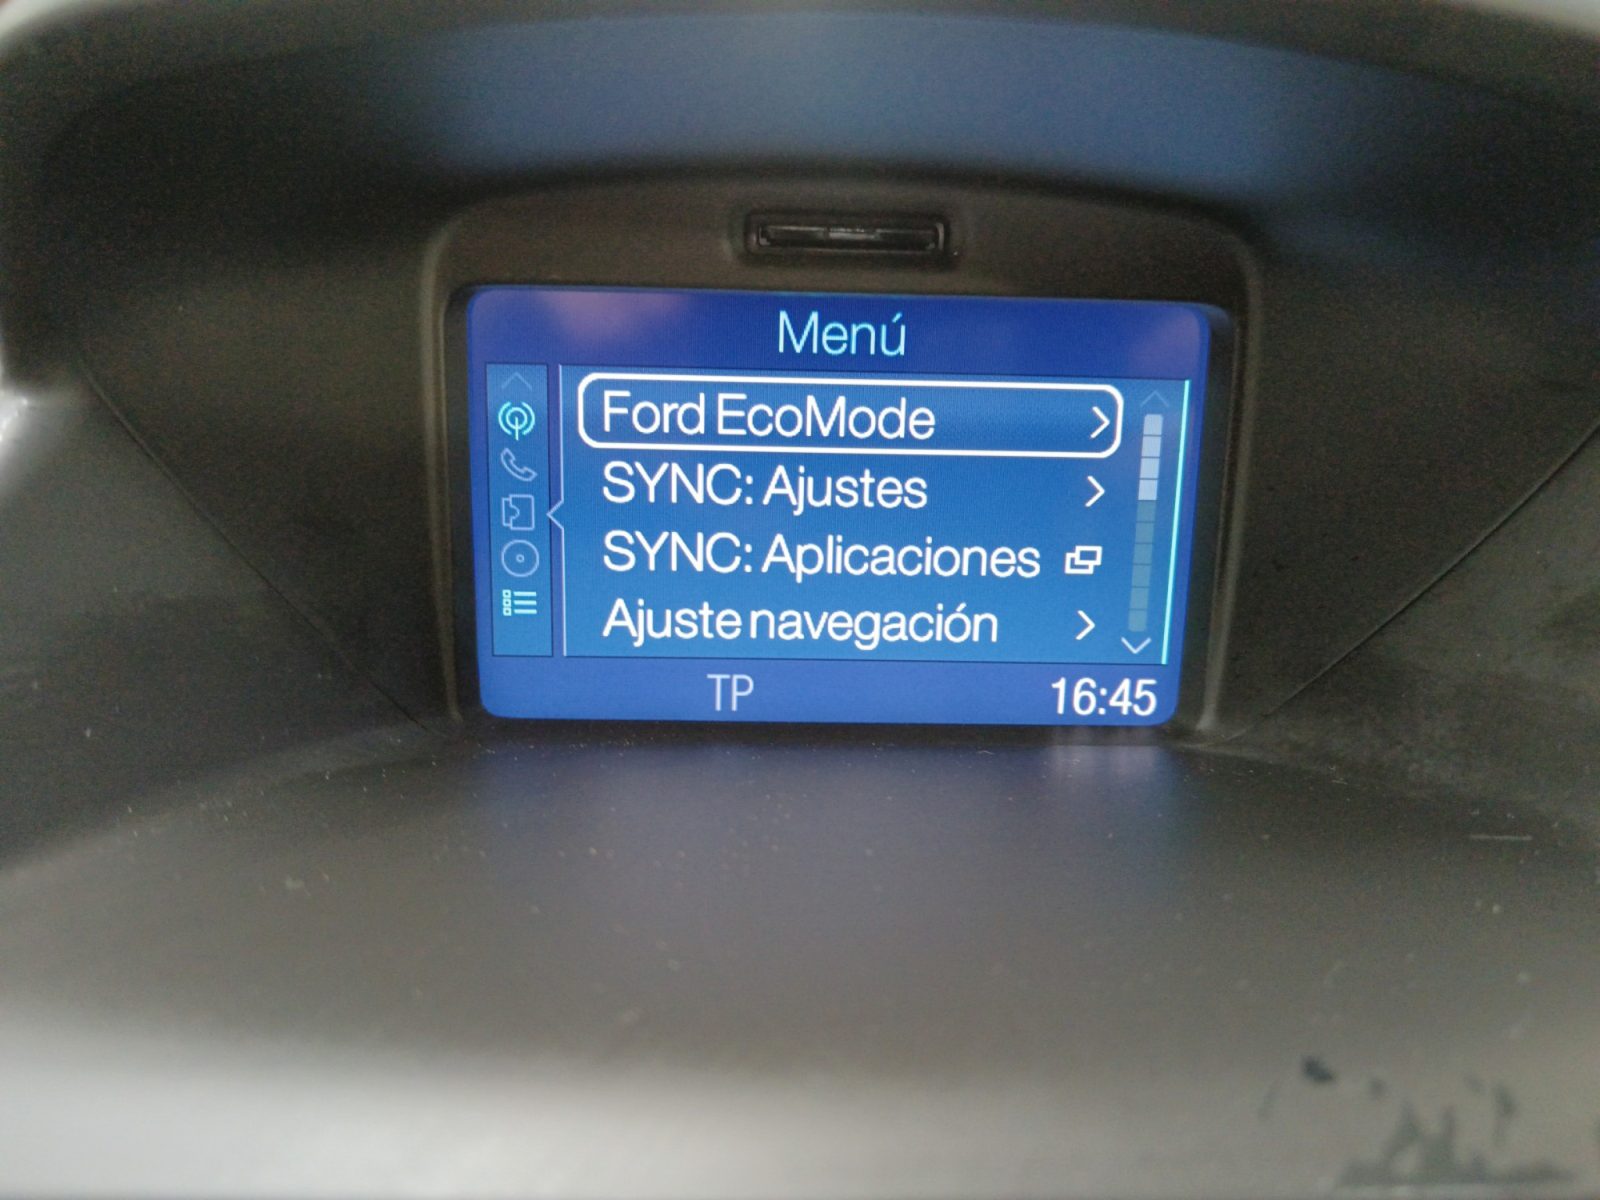 Menú
Ford EcoMode
SYNC: Ajustes
SYNC: Aplicaciones
Ajuste navegación
TP 16:45